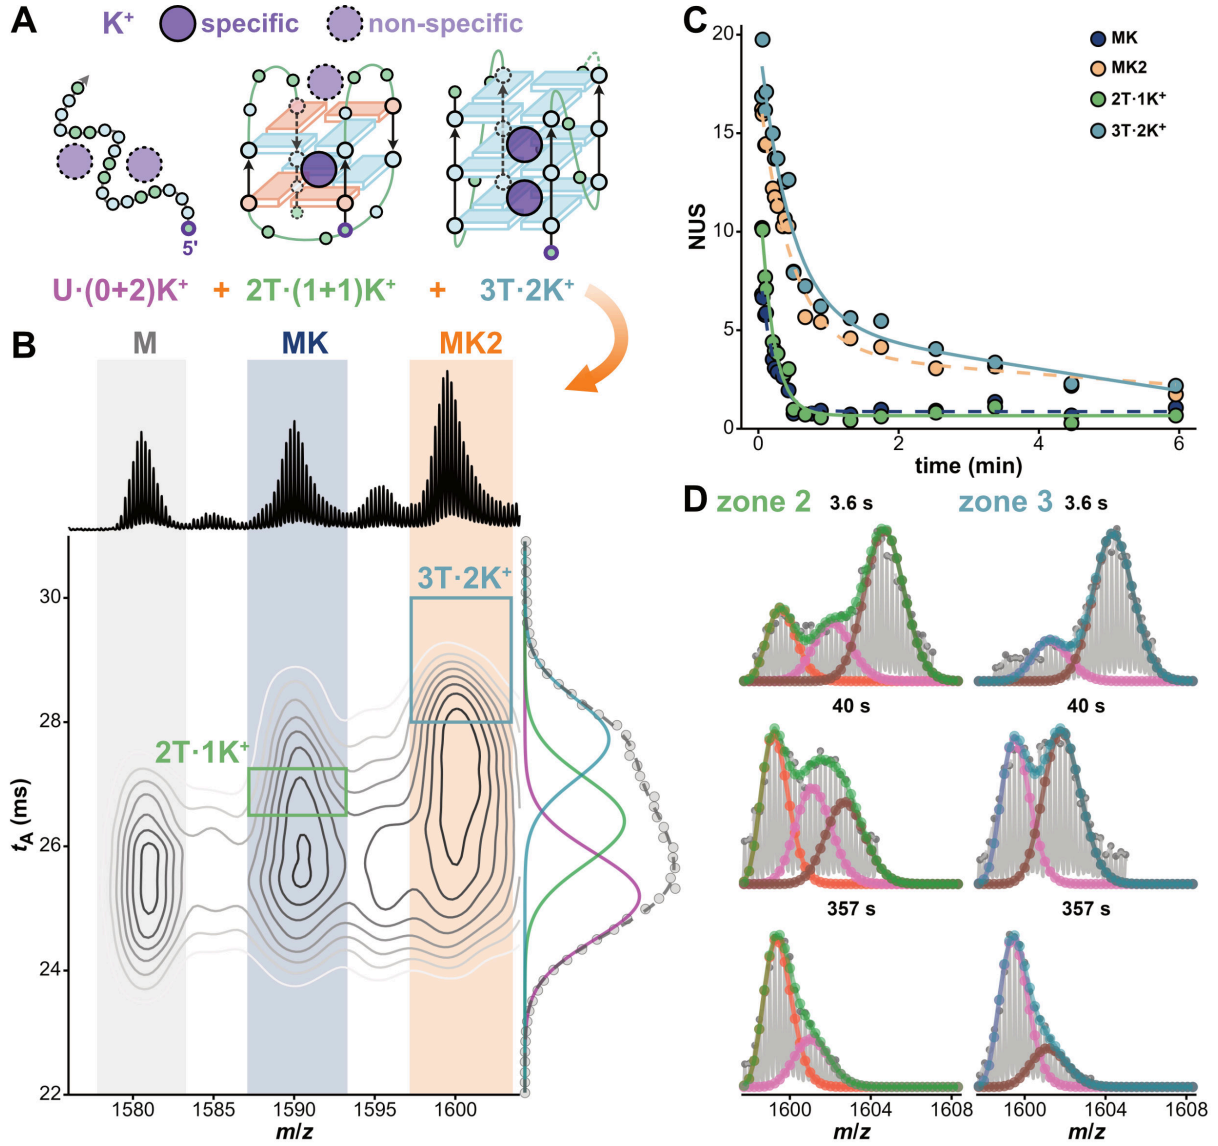 A
K⁺ specific non-specific
5'
U·(0+2)K⁺ + 2T·(1+1)K⁺ + 3T·2K⁺
B
M MK MK2
3T·2K⁺
2T·1K⁺
tA (ms)
30
28
26
24
22
1580 1585 1590 1595 1600
m/z
C
NUS
20
15
10
5
0
0 2 4 6
time (min)
MK
MK2
2T·1K⁺
3T·2K⁺
D zone 2 3.6 s zone 3 3.6 s
40 s 40 s
357 s 357 s
1600 1604 1608 1600 1604 1608
m/z m/z